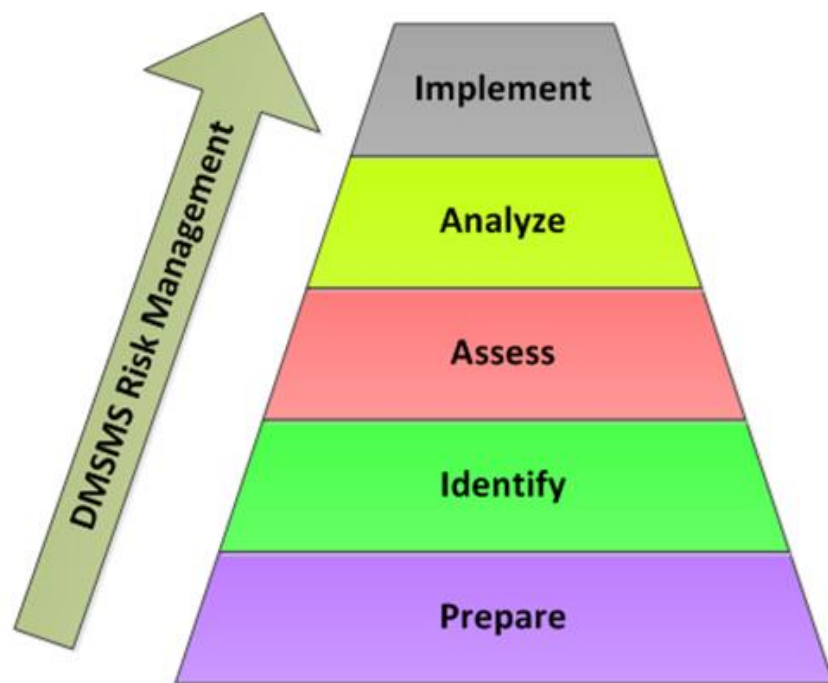 DMSMS Risk Management
Implement
Analyze
Assess
Identify
Prepare